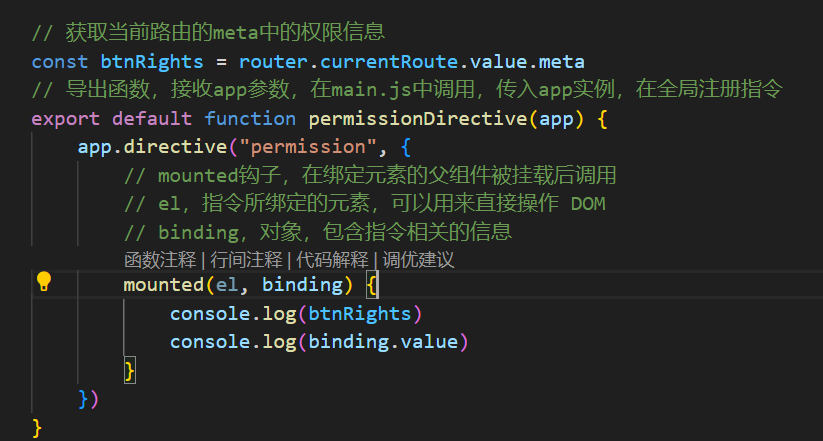 // 获取当前路由的meta中的权限信息
const btnRights = router.currentRoute.value.meta
// 导出函数，接收app参数，在main.js中调用，传入app实例，在全局注册指令
export default function permissionDirective(app) {
    app.directive("permission", {
        // mounted钩子，在绑定元素的父组件被挂载后调用
        // el，指令所绑定的元素，可以用来直接操作 DOM
        // binding，对象，包含指令相关的信息
        函数注释 | 行间注释 | 代码解释 | 调优建议
        mounted(el, binding) {
            console.log(btnRights)
            console.log(binding.value)
        }
    })
}